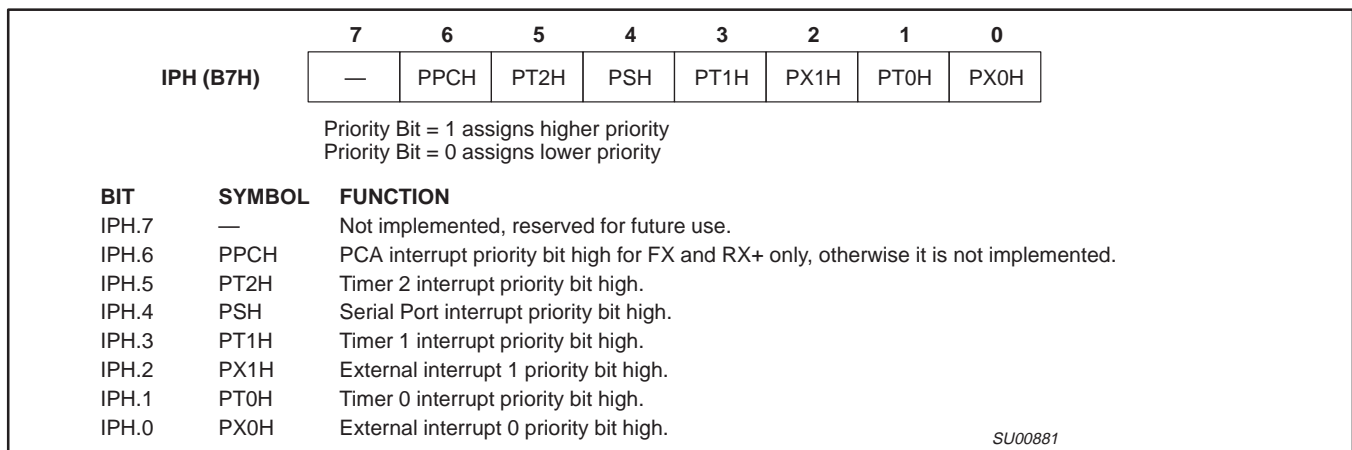 7 6 5 4 3 2 1 0
IPH (B7H) — PPCH PT2H PSH PT1H PX1H PT0H PX0H
Priority Bit = 1 assigns higher priority
Priority Bit = 0 assigns lower priority
BIT SYMBOL FUNCTION
IPH.7 — Not implemented, reserved for future use.
IPH.6 PPCH PCA interrupt priority bit high for FX and RX+ only, otherwise it is not implemented.
IPH.5 PT2H Timer 2 interrupt priority bit high.
IPH.4 PSH Serial Port interrupt priority bit high.
IPH.3 PT1H Timer 1 interrupt priority bit high.
IPH.2 PX1H External interrupt 1 priority bit high.
IPH.1 PT0H Timer 0 interrupt priority bit high.
IPH.0 PX0H External interrupt 0 priority bit high.
SU00881